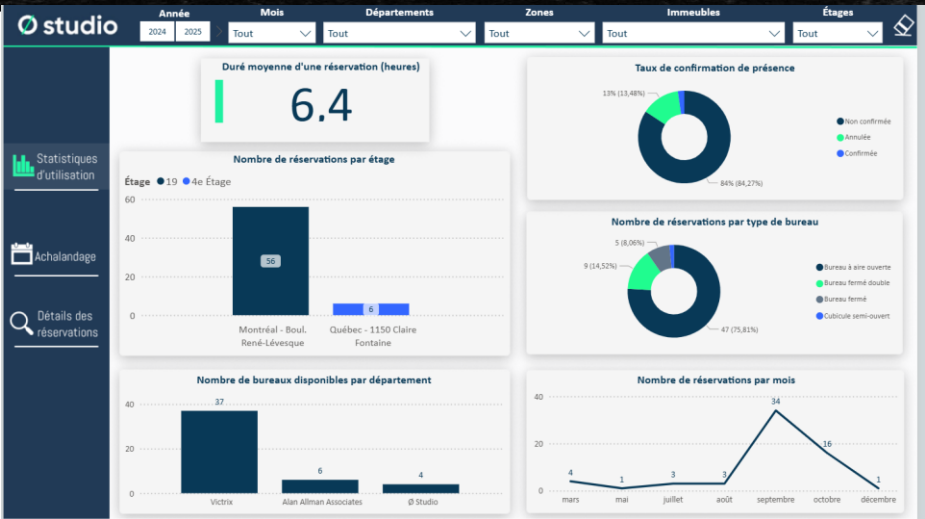 Ø studio
Année
2024 2025
Mois
Tout
Départements
Tout
Zones
Tout
Immeubles
Tout
Étages
Tout
Statistiques
d'utilisation
Achalandage
Détails des
réservations
Duré moyenne d'une réservation (heures)
6,4
Taux de confirmation de présence
13% (13,48%)
84% (84,27%)
Non confirmée
Annulée
Confirmée
Nombre de réservations par étage
Étage 19 4e Étage
60
40
20
0
56
6
Montréal - Boul.
René-Lévesque
Québec - 1150 Claire
Fontaine
Nombre de réservations par type de bureau
5 (8,06%)
9 (14,52%)
47 (75,81%)
Bureau à aire ouverte
Bureau fermé double
Bureau fermé
Cubicule semi-ouvert
Nombre de bureaux disponibles par département
40
20
0
37
6
4
Victrix
Alan Allman Associates
Ø Studio
Nombre de réservations par mois
40
20
0
4
1
3
3
34
16
1
mars
mai
juillet
août
septembre
octobre
décembre